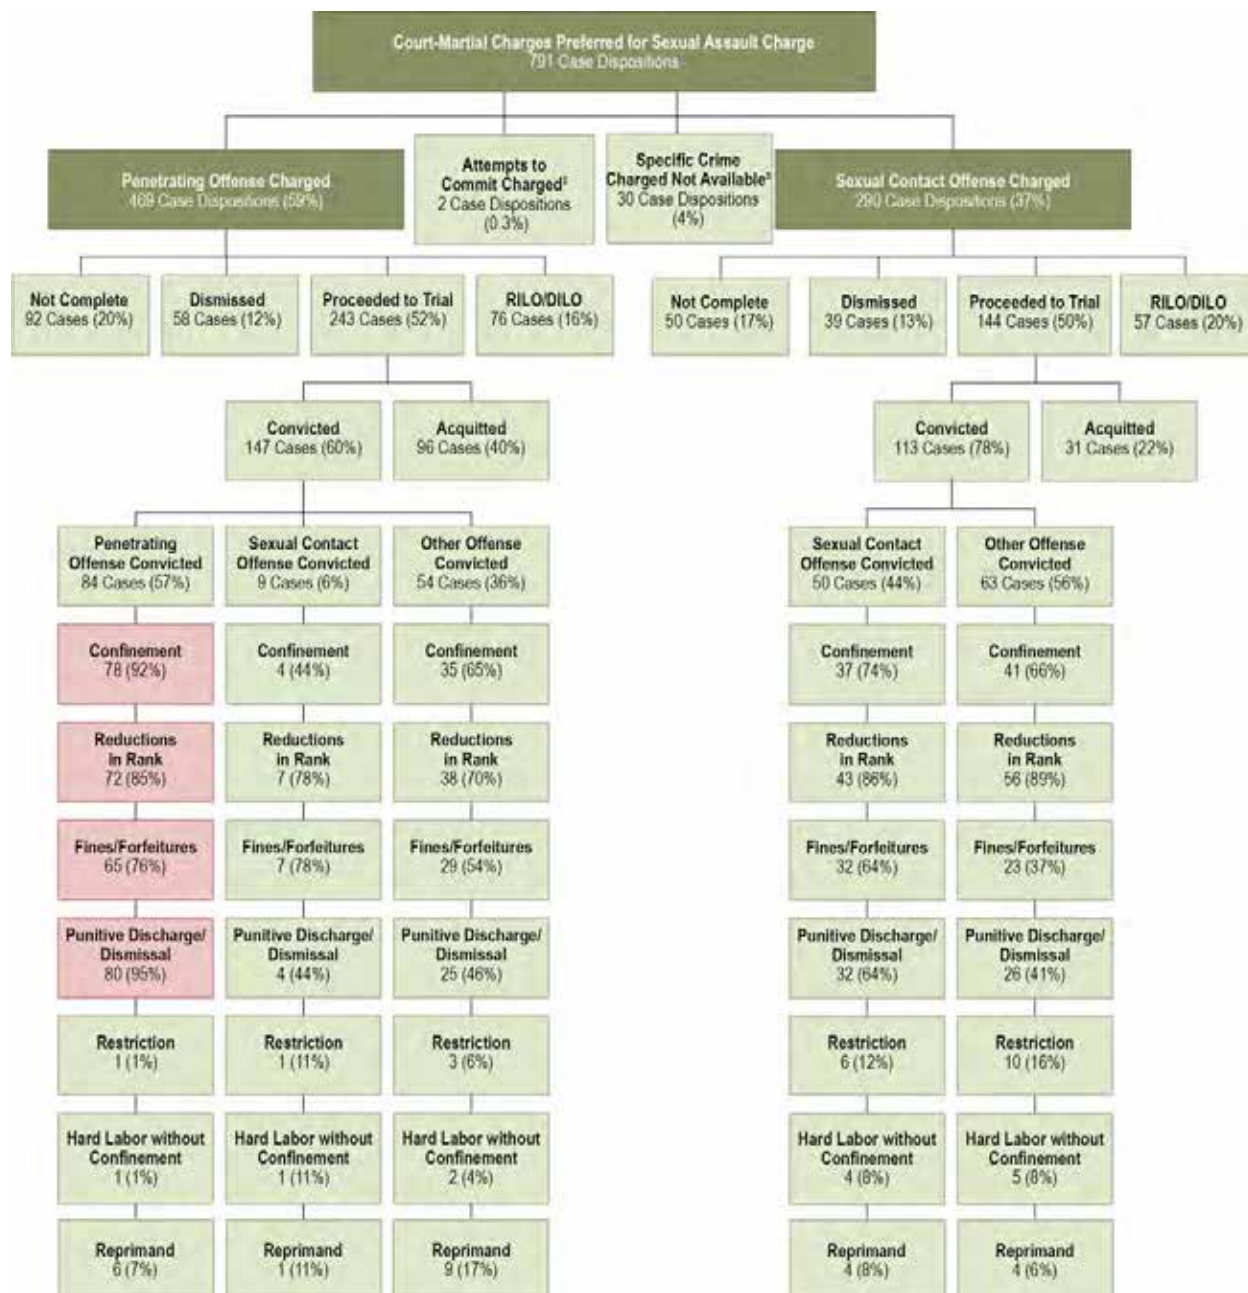 Court-Martial Charges Preferred for Sexual Assault Charge
791 Case Dispositions
Penetrating Offense Charged
469 Case Dispositions (59%)
Attempts to
Commit Charged‡
2 Case Dispositions
(0.3%)
Specific Crime
Charged Not Available³
30 Case Dispositions
(4%)
Sexual Contact Offense Charged
290 Case Dispositions (37%)
Not Complete
92 Cases (20%)
Dismissed
58 Cases (12%)
Proceeded to Trial
243 Cases (52%)
RILO/DILO
76 Cases (16%)
Not Complete
50 Cases (17%)
Dismissed
39 Cases (13%)
Proceeded to Trial
144 Cases (50%)
RILO/DILO
57 Cases (20%)
Convicted
147 Cases (60%)
Acquitted
96 Cases (40%)
Convicted
113 Cases (78%)
Acquitted
31 Cases (22%)
Penetrating
Offense Convicted
84 Cases (57%)
Sexual Contact
Offense Convicted
9 Cases (6%)
Other Offense
Convicted
54 Cases (36%)
Sexual Contact
Offense Convicted
50 Cases (44%)
Other Offense
Convicted
63 Cases (56%)
Confinement
78 (92%)
Confinement
4 (44%)
Confinement
35 (65%)
Confinement
37 (74%)
Confinement
41 (66%)
Reductions
in Rank
72 (85%)
Reductions
in Rank
7 (78%)
Reductions
in Rank
38 (70%)
Reductions
in Rank
43 (86%)
Reductions
in Rank
56 (89%)
Fines/Forfeitures
65 (76%)
Fines/Forfeitures
7 (78%)
Fines/Forfeitures
29 (54%)
Fines/Forfeitures
32 (64%)
Fines/Forfeitures
23 (37%)
Punitive Discharge/
Dismissal
80 (95%)
Punitive Discharge/
Dismissal
4 (44%)
Punitive Discharge/
Dismissal
25 (46%)
Punitive Discharge/
Dismissal
32 (64%)
Punitive Discharge/
Dismissal
26 (41%)
Restriction
1 (1%)
Restriction
1 (11%)
Restriction
3 (6%)
Restriction
6 (12%)
Restriction
10 (16%)
Hard Labor without
Confinement
1 (1%)
Hard Labor without
Confinement
1 (11%)
Hard Labor without
Confinement
2 (4%)
Hard Labor without
Confinement
4 (8%)
Hard Labor without
Confinement
5 (8%)
Reprimand
6 (7%)
Reprimand
1 (11%)
Reprimand
9 (17%)
Reprimand
4 (8%)
Reprimand
4 (6%)